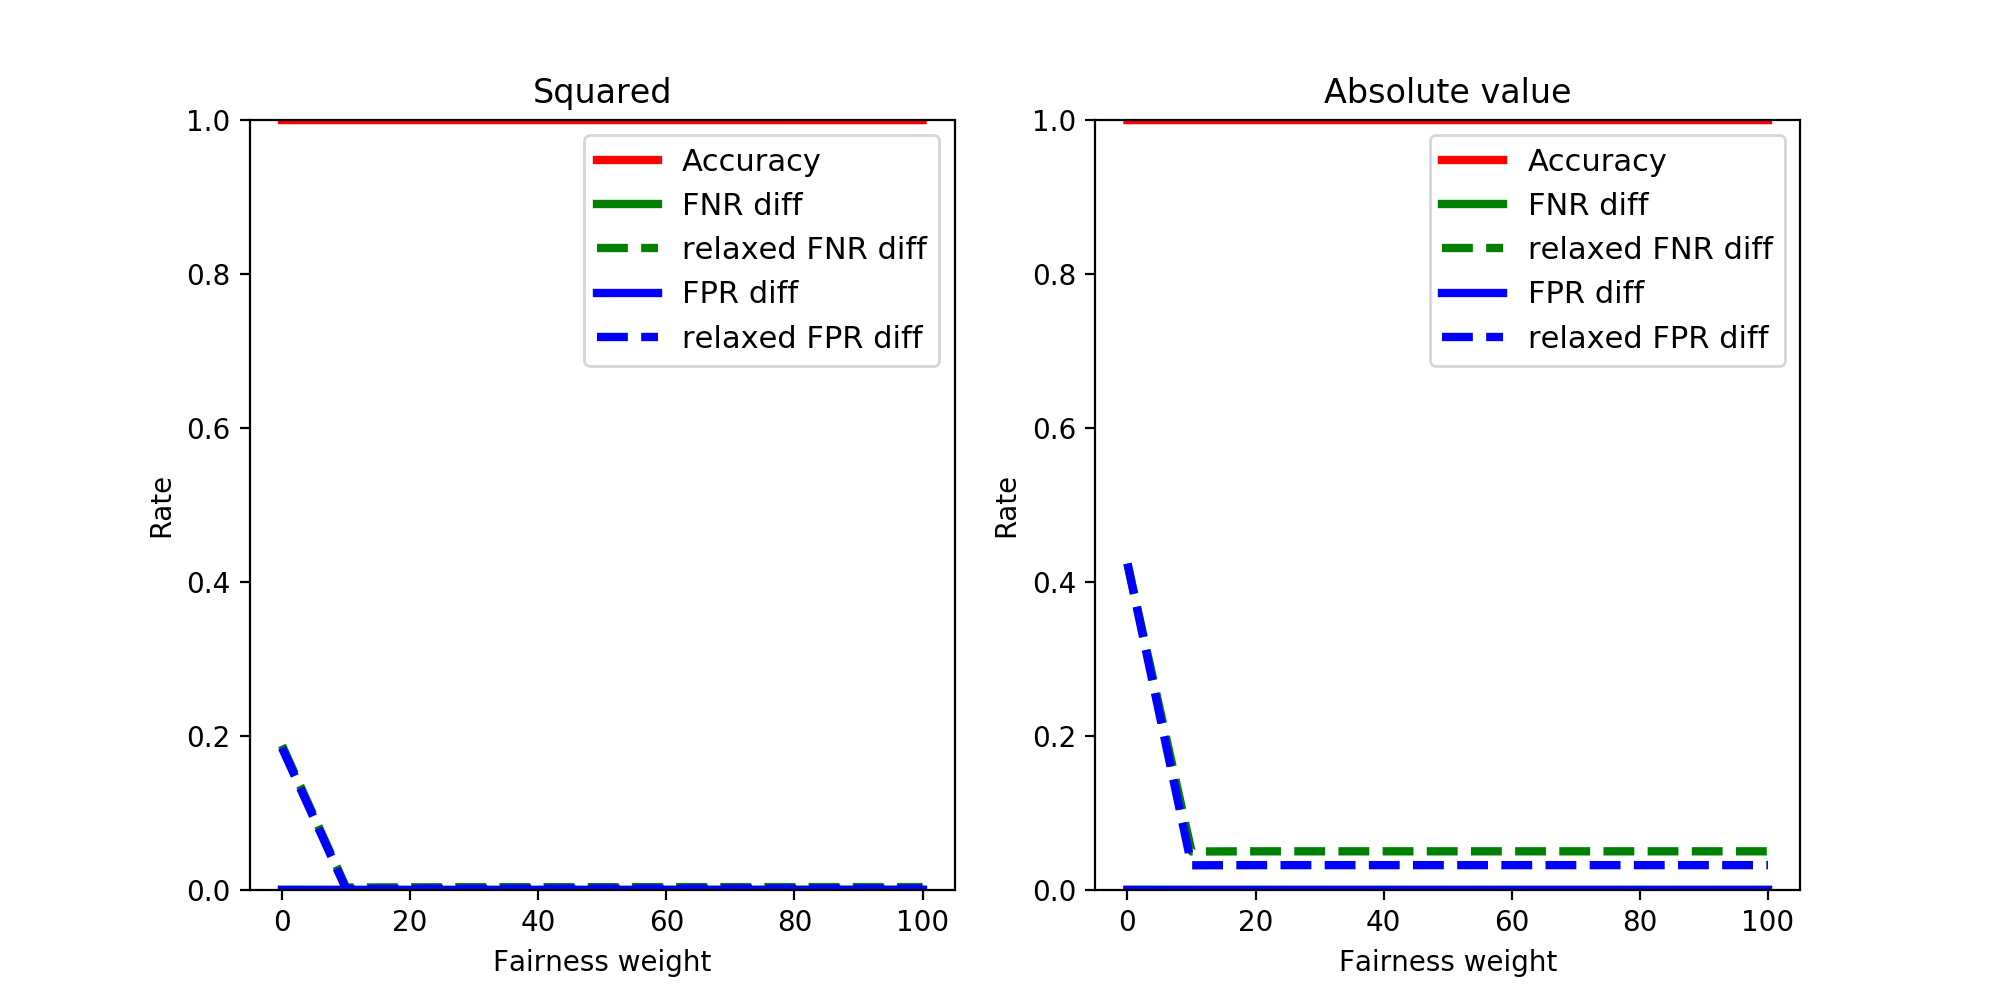 Squared
1.0
0.8
0.6
0.4
0.2
0.0
Rate
Accuracy
FNR diff
relaxed FNR diff
FPR diff
relaxed FPR diff
0 20 40 60 80 100
Fairness weight
Absolute value
1.0
0.8
0.6
0.4
0.2
0.0
Rate
Accuracy
FNR diff
relaxed FNR diff
FPR diff
relaxed FPR diff
0 20 40 60 80 100
Fairness weight